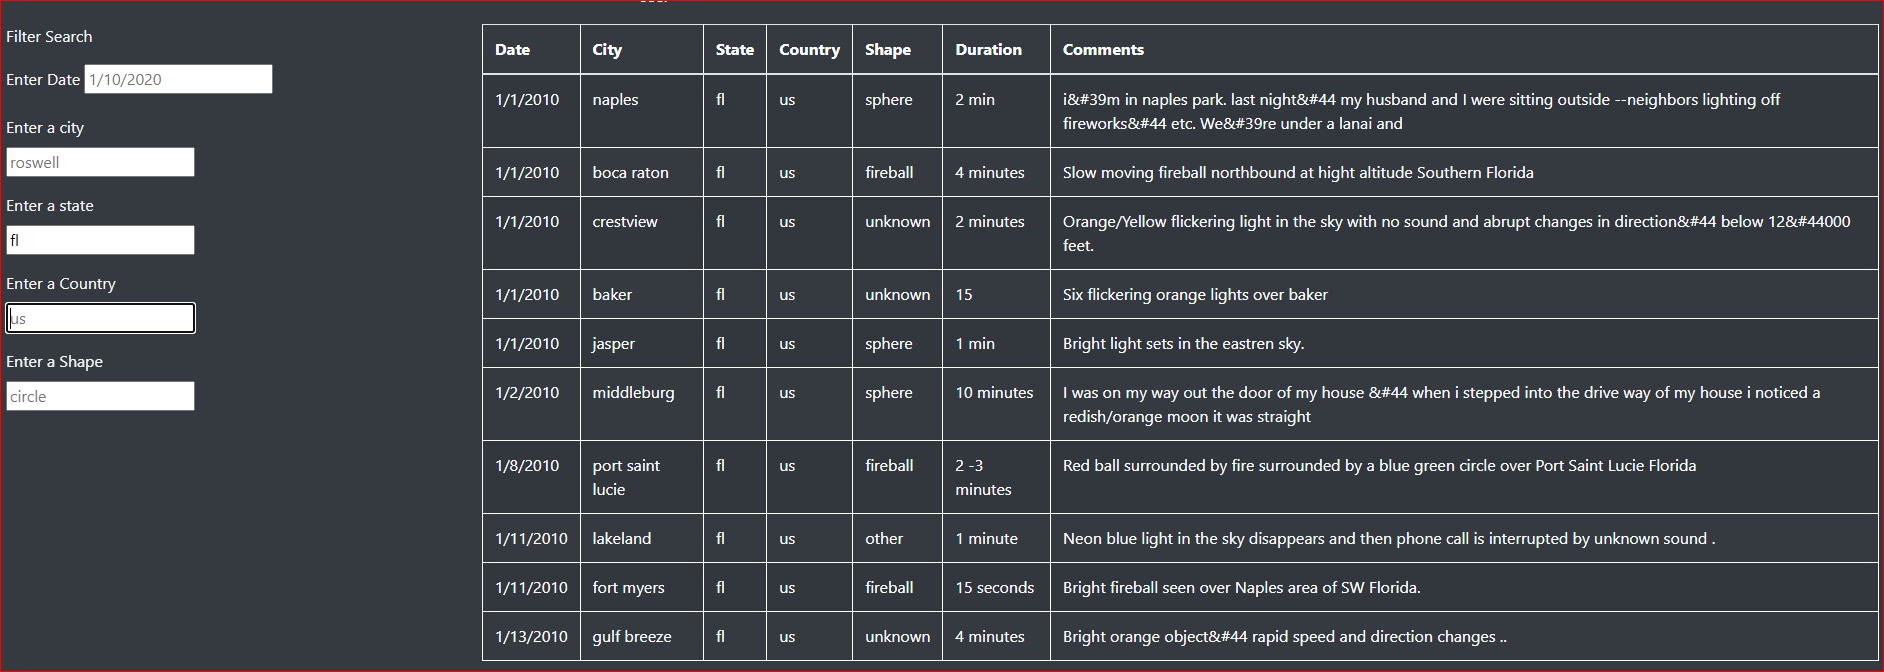 Filter Search
Enter Date 1/10/2020
Enter a city
roswell
Enter a state
fl
Enter a Country
us
Enter a Shape
circle
Date City State Country Shape Duration Comments
1/1/2010 naples fl us sphere 2 min i&#39m in naples park. last night&#44 my husband and I were sitting outside --neighbors lighting off
fireworks&#44 etc. We&#39re under a lanai and
1/1/2010 boca raton fl us fireball 4 minutes Slow moving fireball northbound at hight altitude Southern Florida
1/1/2010 crestview fl us unknown 2 minutes Orange/Yellow flickering light in the sky with no sound and abrupt changes in direction&#44 below 12&#44000
feet.
1/1/2010 baker fl us unknown 15 Six flickering orange lights over baker
1/1/2010 jasper fl us sphere 1 min Bright light sets in the eastren sky.
1/2/2010 middleburg fl us sphere 10 minutes I was on my way out the door of my house &#44 when i stepped into the drive way of my house i noticed a
redish/orange moon it was straight
1/8/2010 port saint fl us fireball 2 -3 Red ball surrounded by fire surrounded by a blue green circle over Port Saint Lucie Florida
lucie minutes
1/11/2010 lakeland fl us other 1 minute Neon blue light in the sky disappears and then phone call is interrupted by unknown sound .
1/11/2010 fort myers fl us fireball 15 seconds Bright fireball seen over Naples area of SW Florida.
1/13/2010 gulf breeze fl us unknown 4 minutes Bright orange object&#44 rapid speed and direction changes ..